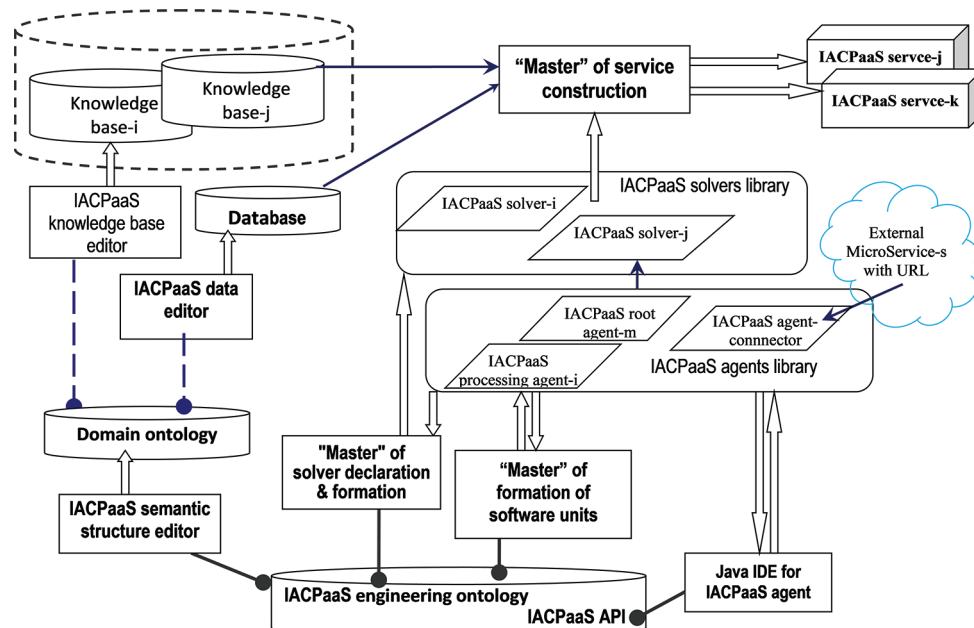 Knowledge
base-i
Knowledge
base-j
"Master" of service
construction
IACPaaS servce-j
IACPaaS servce-k
IACPaaS
knowledge base
editor
Database
IACPaaS data
editor
IACPaaS solvers library
IACPaaS solver-i
IACPaaS solver-j
External
MicroService-s
with URL
IACPaaS root
agent-m
IACPaaS agent-
connnector
IACPaaS
processing agent-i
IACPaaS agents library
Domain ontology
"Master" of
solver declaration
& formation
“Master” of
formation of
software units
IACPaaS semantic
structure editor
Java IDE for
IACPaaS agent
IACPaaS engineering ontology
IACPaaS API